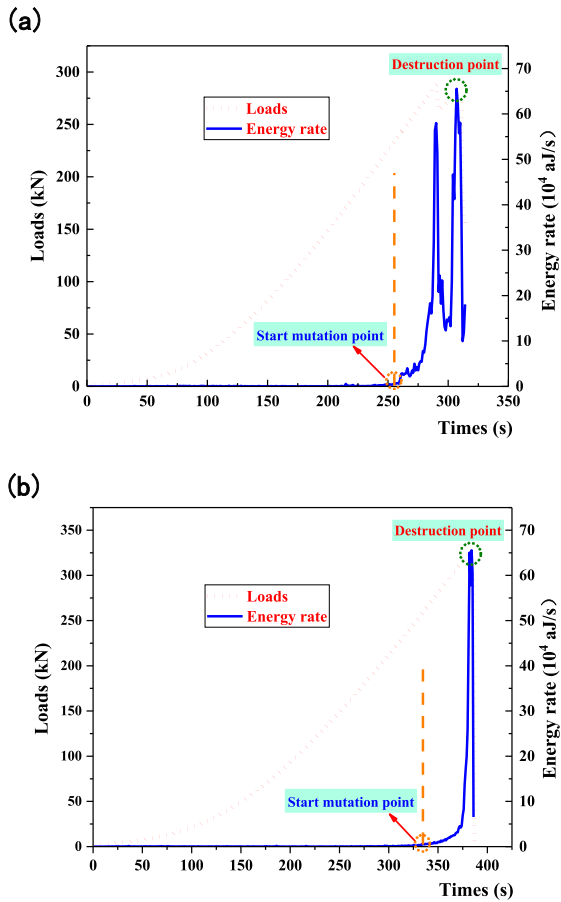 (a)
Destruction point
Loads
Energy rate
Start mutation point
Loads (kN)
300
250
200
150
100
50
0
Energy rate (10⁴ aJ/s)
70
60
50
40
30
20
10
0
0 50 100 150 200 250 300 350
Times (s)
(b)
Destruction point
Loads
Energy rate
Start mutation point
Loads (kN)
350
300
250
200
150
100
50
0
Energy rate (10⁴ aJ/s)
70
60
50
40
30
20
10
0
0 50 100 150 200 250 300 350 400
Times (s)